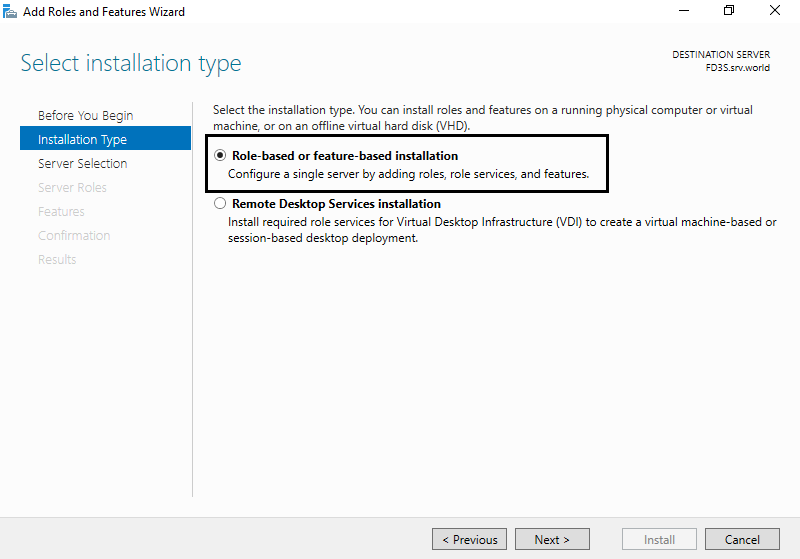 Add Roles and Features Wizard
Select installation type
DESTINATION SERVER
FD3S.srv.world
Before You Begin
Installation Type
Server Selection
Server Roles
Features
Confirmation
Results
Select the installation type. You can install roles and features on a running physical computer or virtual
machine, or on an offline virtual hard disk (VHD).
Role-based or feature-based installation
Configure a single server by adding roles, role services, and features.
Remote Desktop Services installation
Install required role services for Virtual Desktop Infrastructure (VDI) to create a virtual machine-based or
session-based desktop deployment.
< Previous
Next >
Install
Cancel